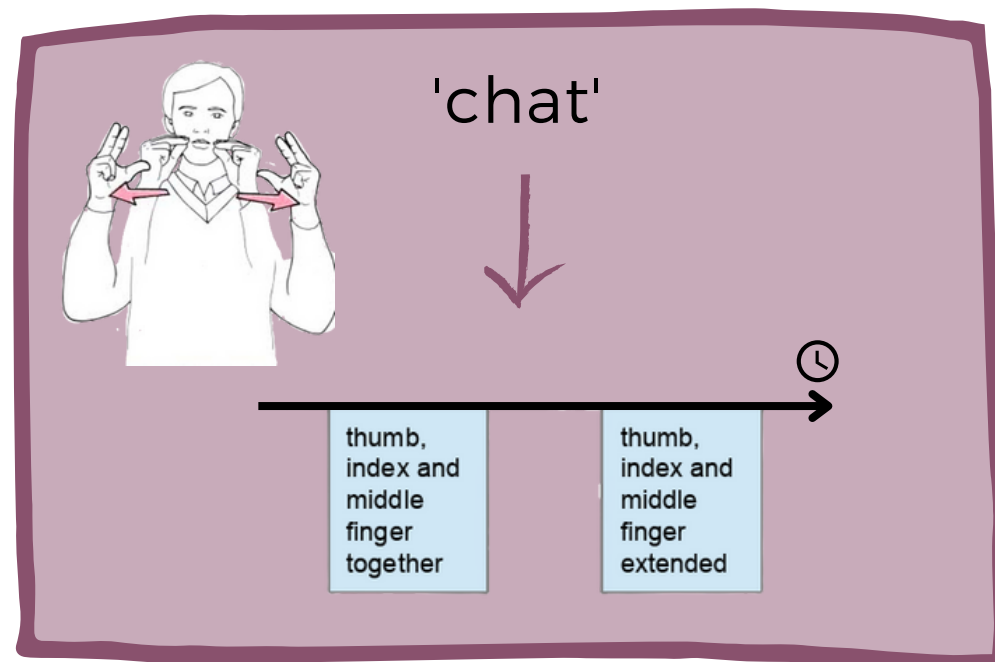 'chat'
thumb,
index and
middle
finger
together
thumb,
index and
middle
finger
extended